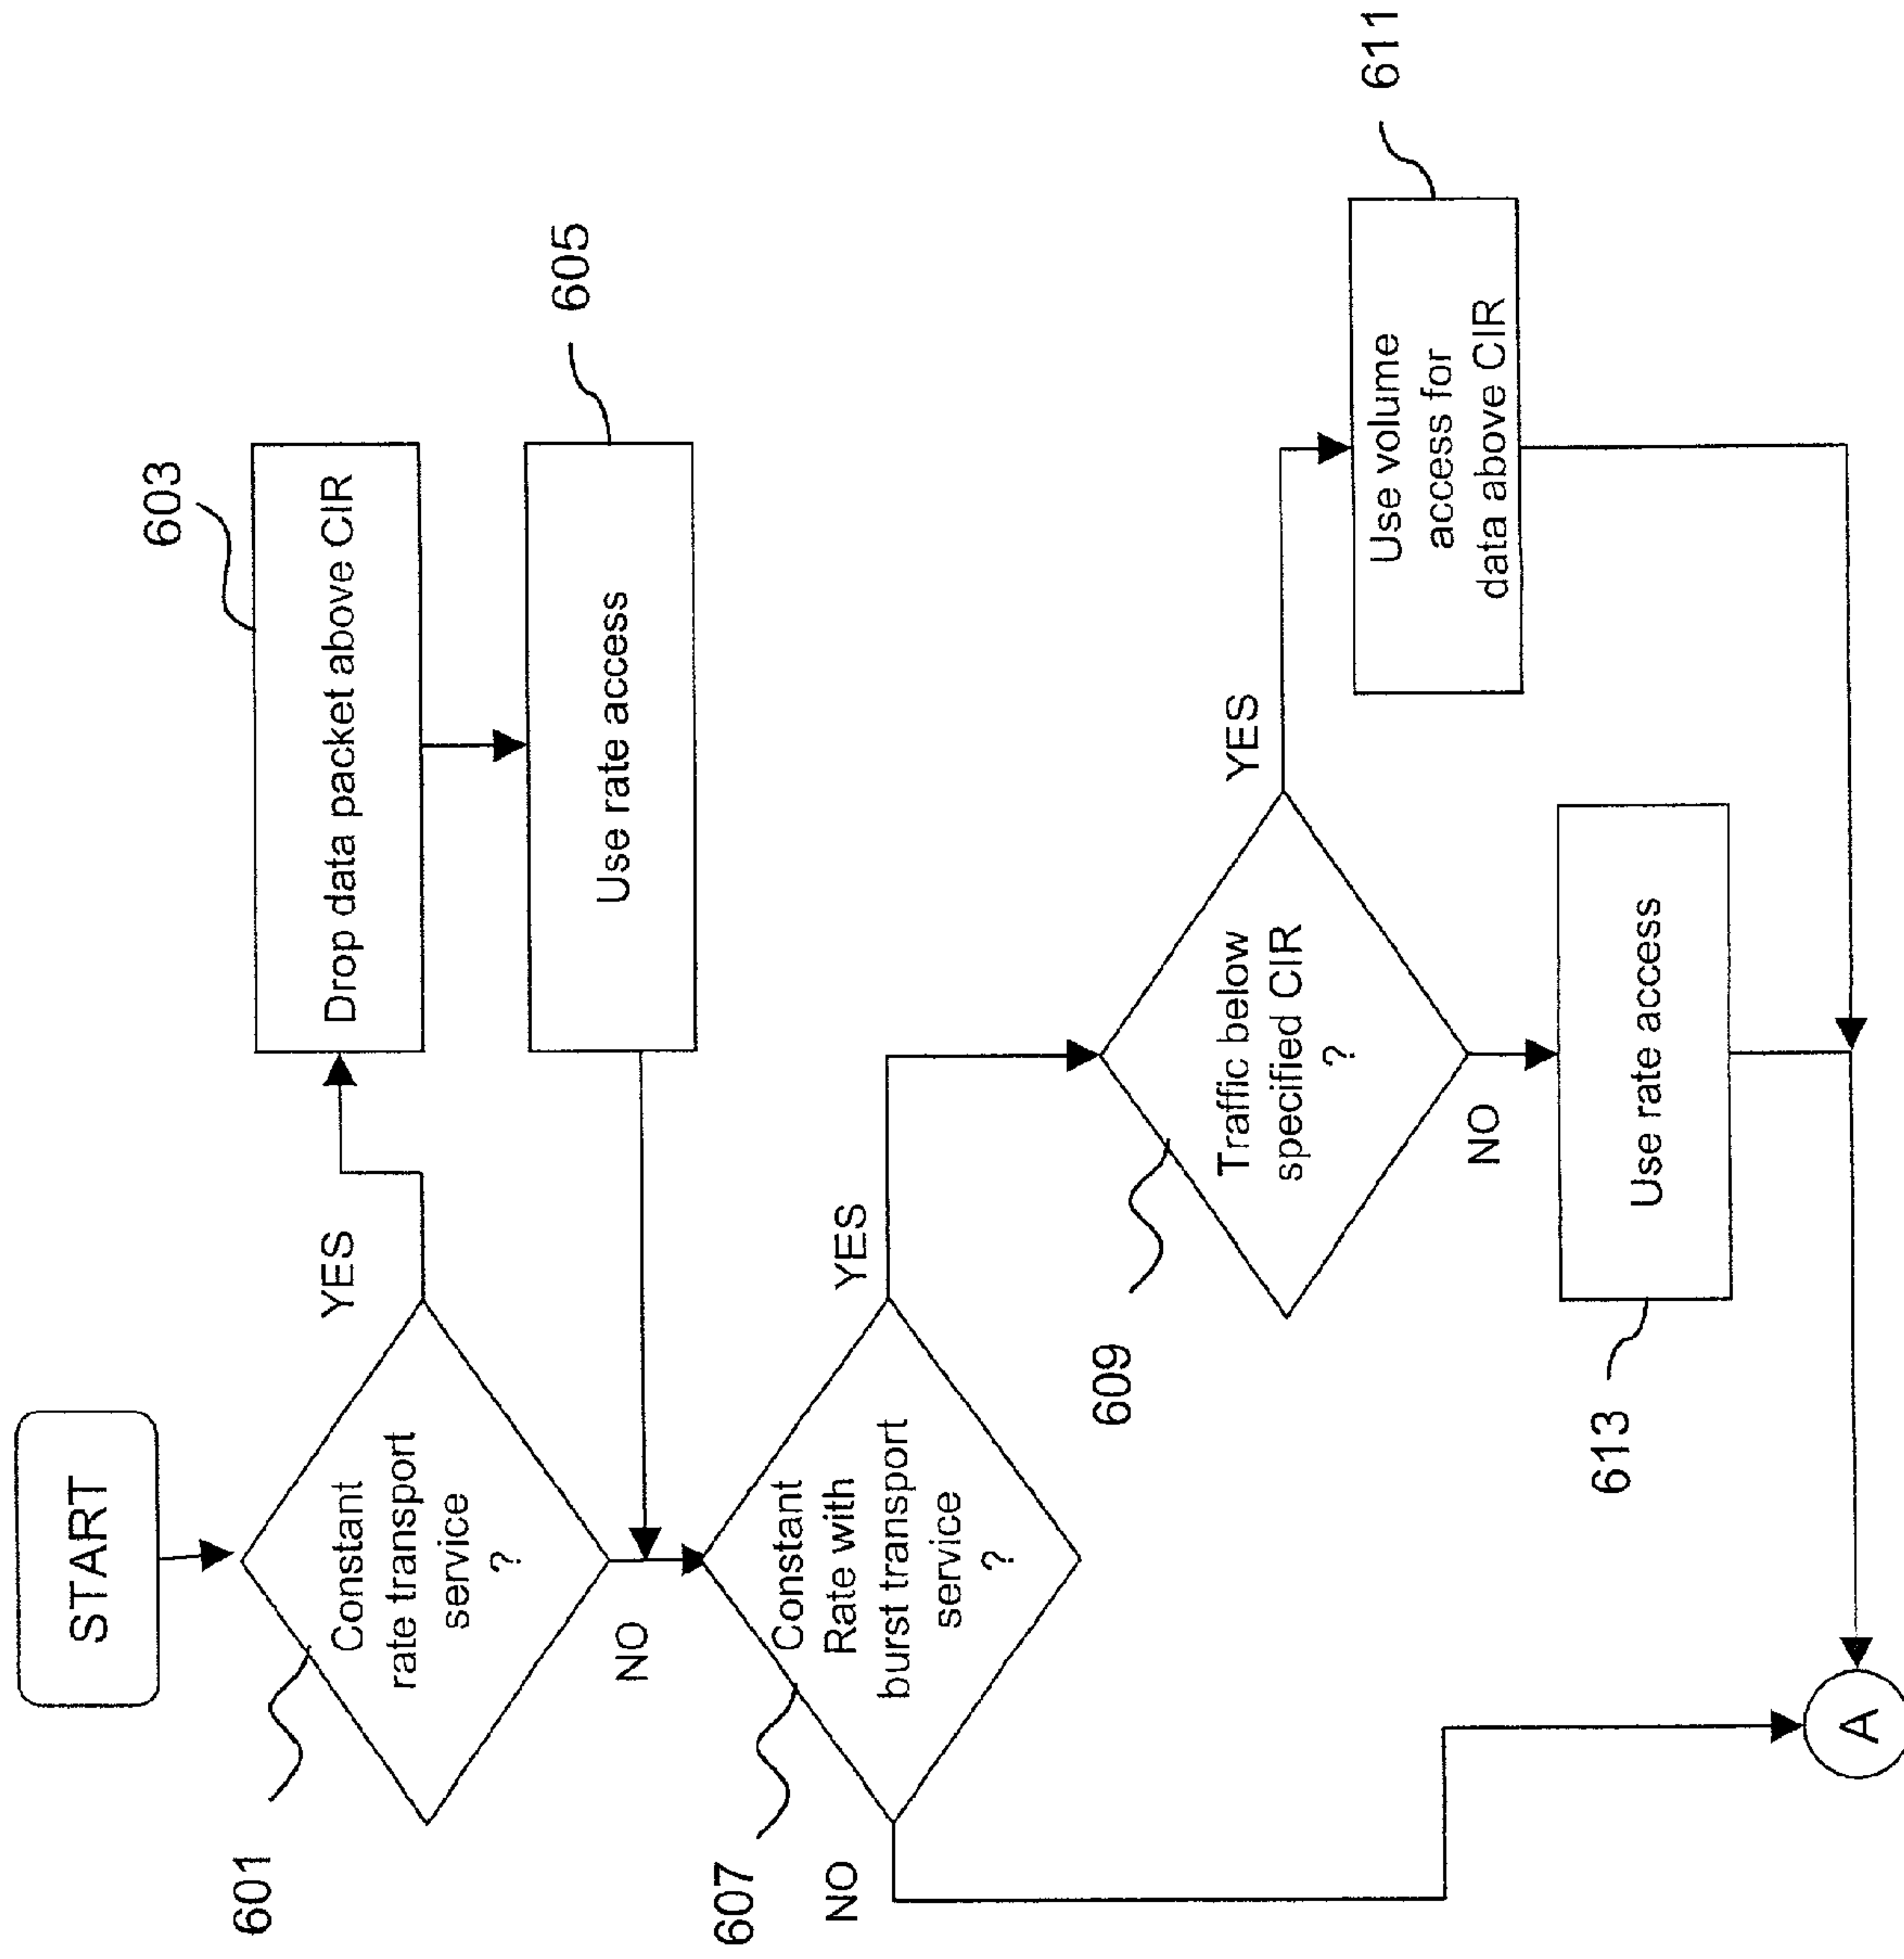 START
601
Constant
rate transport
service
?
YES
NO
603
Drop data packet above CIR
605
Use rate access
607
Constant
Rate with
burst transport
service
?
YES
NO
609
Traffic below
specified CIR
?
YES
NO
611
Use volume
access for
data above CIR
613
Use rate access
A